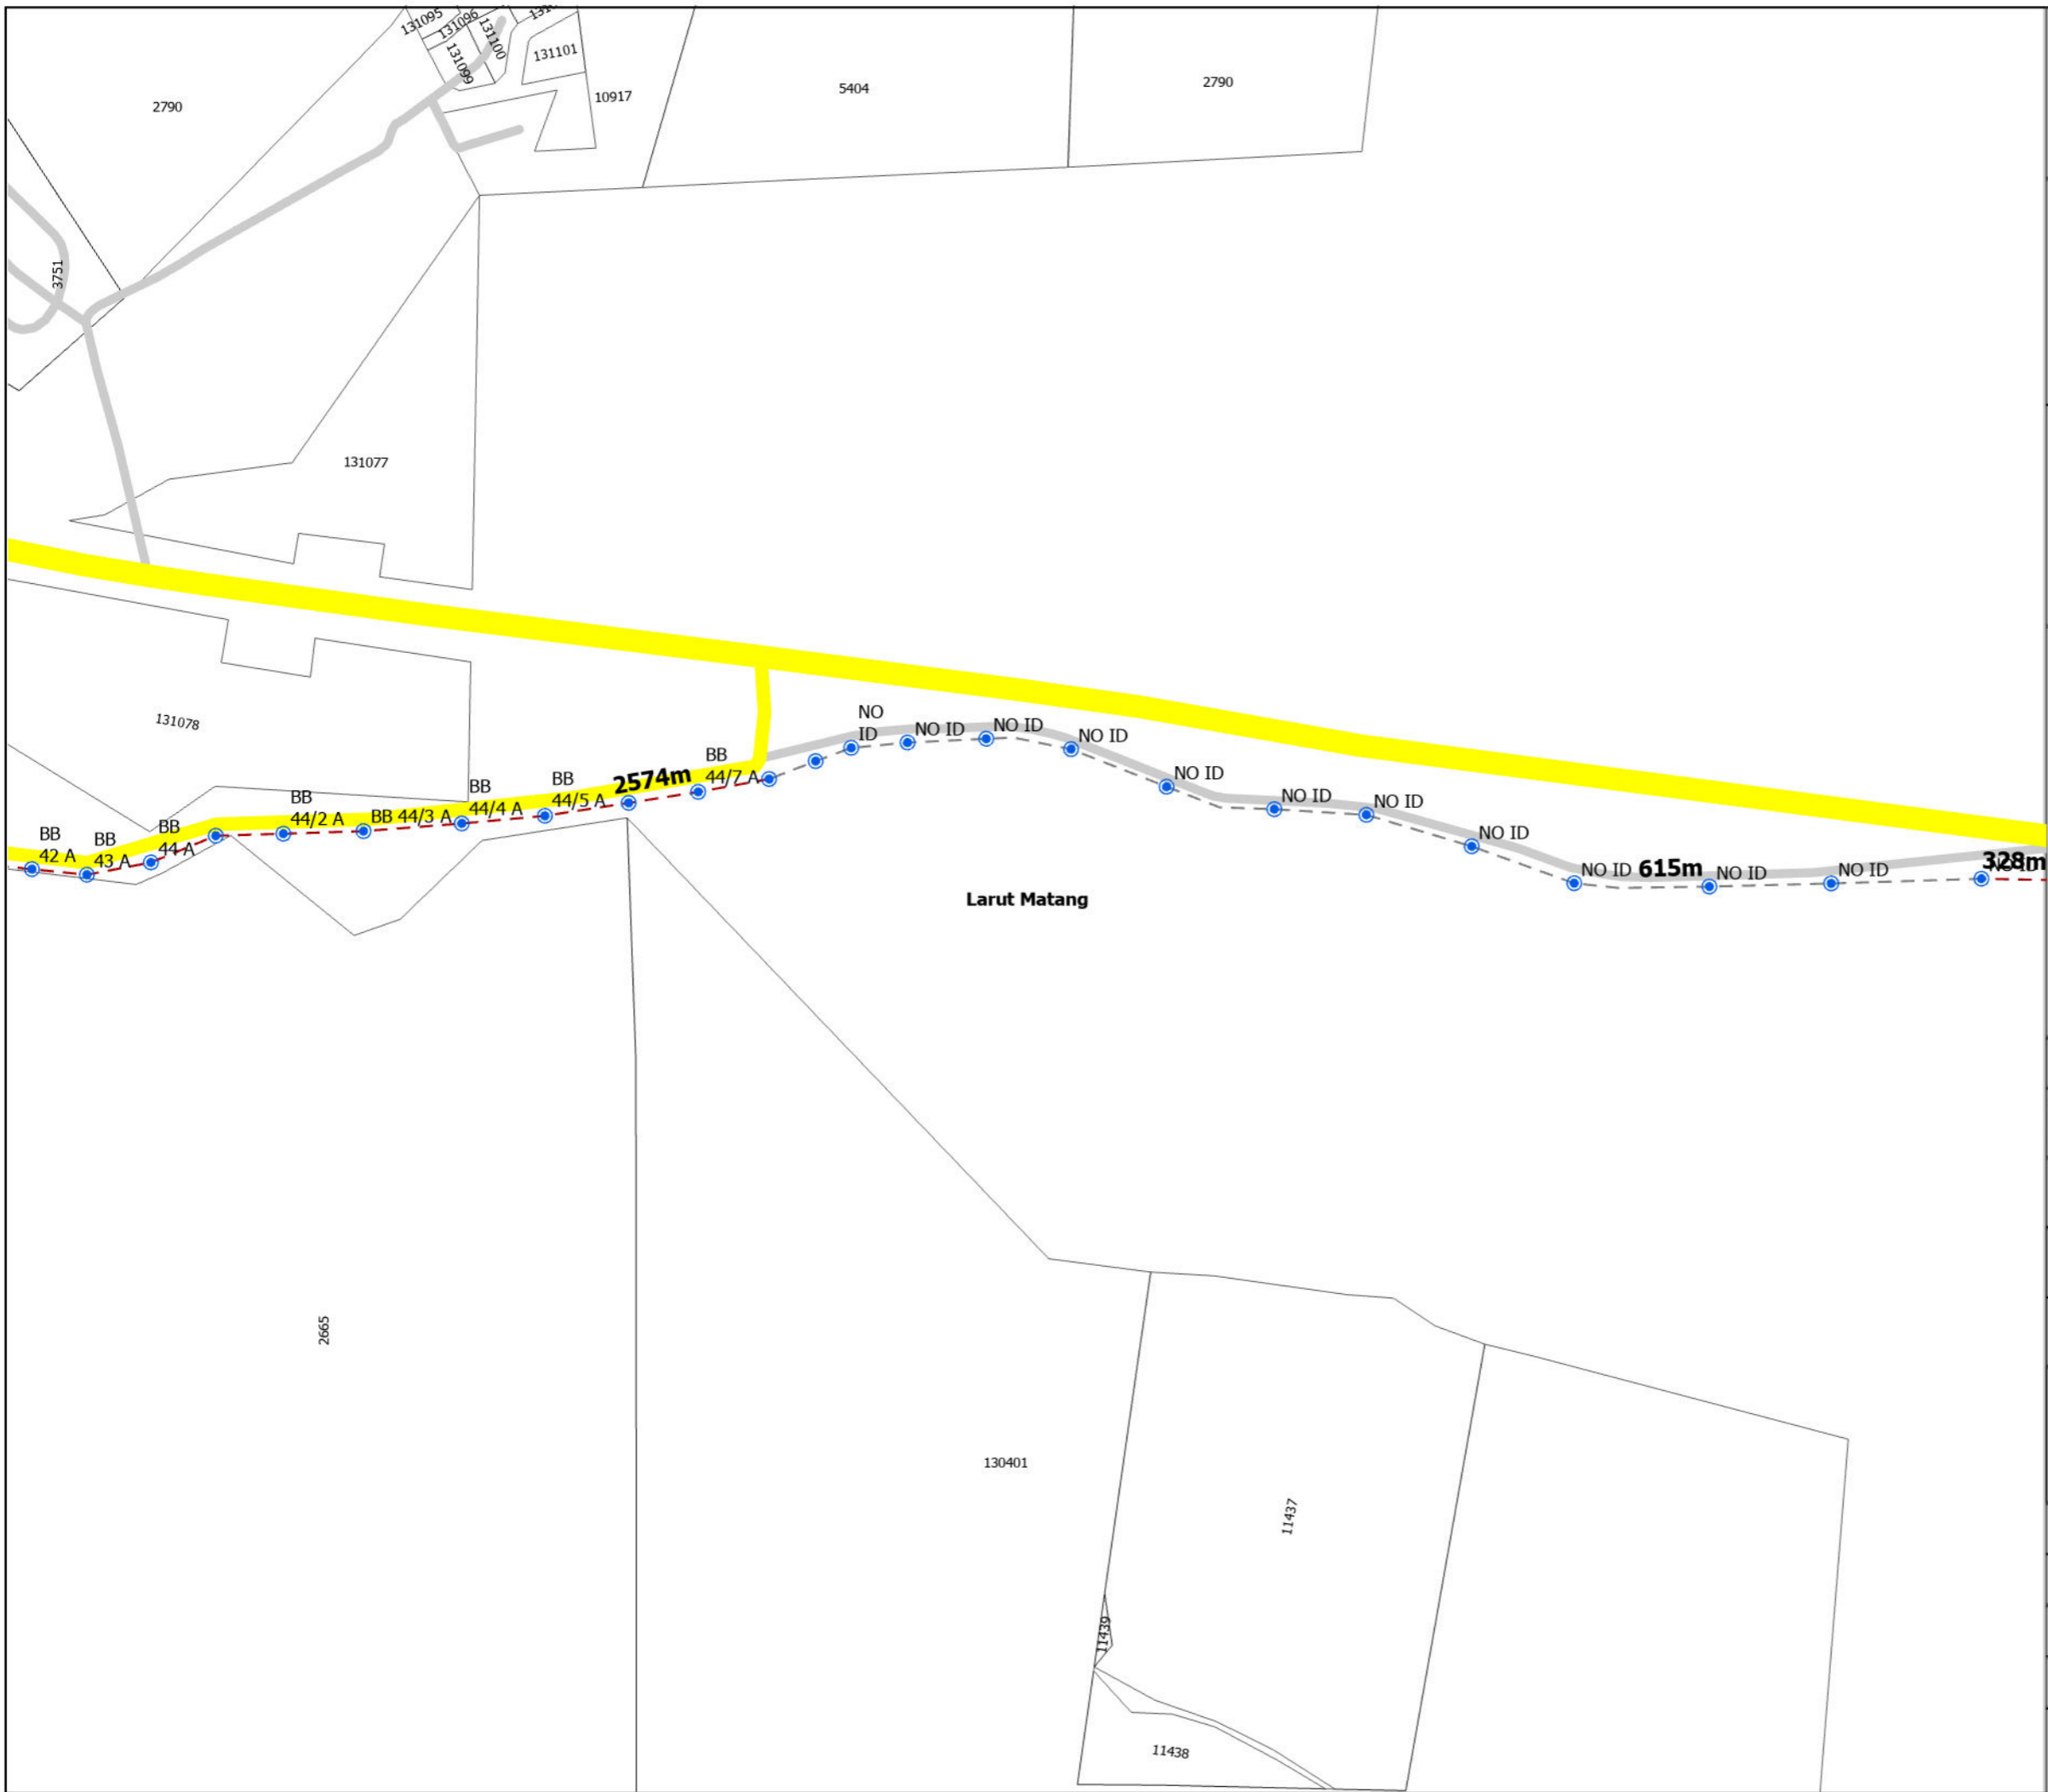 131095
131096
131100
131099
131101
10917
5404
2790
2790
3751
131077
131078
NO
ID
NO ID
NO ID
NO ID
NO ID
NO ID
NO ID
NO ID
NO ID
615m
NO ID
NO ID
328m
BB
44/7 A
2574m
BB
44/5 A
BB
44/4 A
BB 44/3 A
BB
44/2 A
BB
44 A
BB
43 A
BB
42 A
Larut Matang
2665
130401
11437
11439
11438